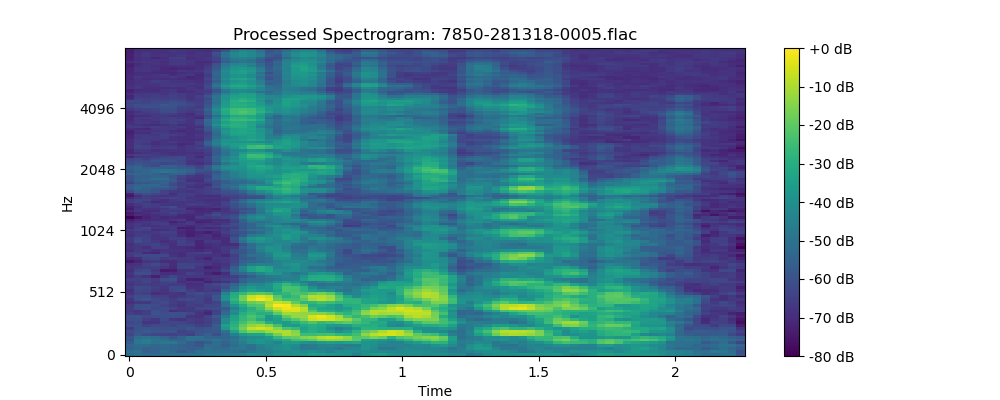 Processed Spectrogram: 7850-281318-0005.flac
Hz
4096
2048
1024
512
0
0
0.5
1
1.5
2
Time
+0 dB
-10 dB
-20 dB
-30 dB
-40 dB
-50 dB
-60 dB
-70 dB
-80 dB